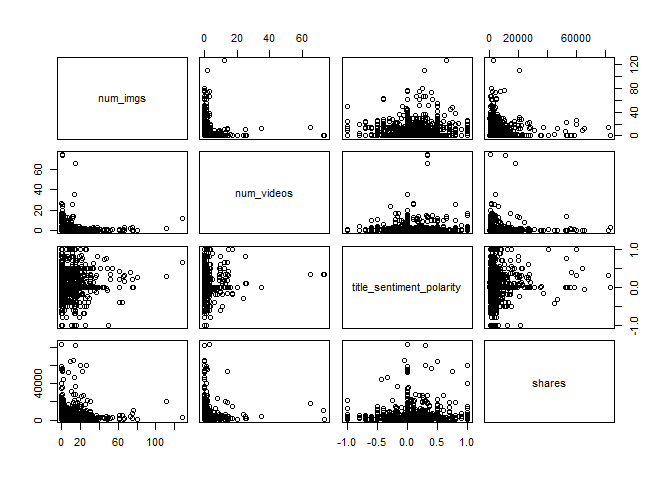 0 20 40 60
0 20000 60000
num_imgs
0 40 80 120
0 20 40 60
num_videos
title_sentiment_polarity
-1.0 0.0 1.0
0 40000
shares
0 20 40 60 100
-1.0 -0.5 0.0 0.5 1.0